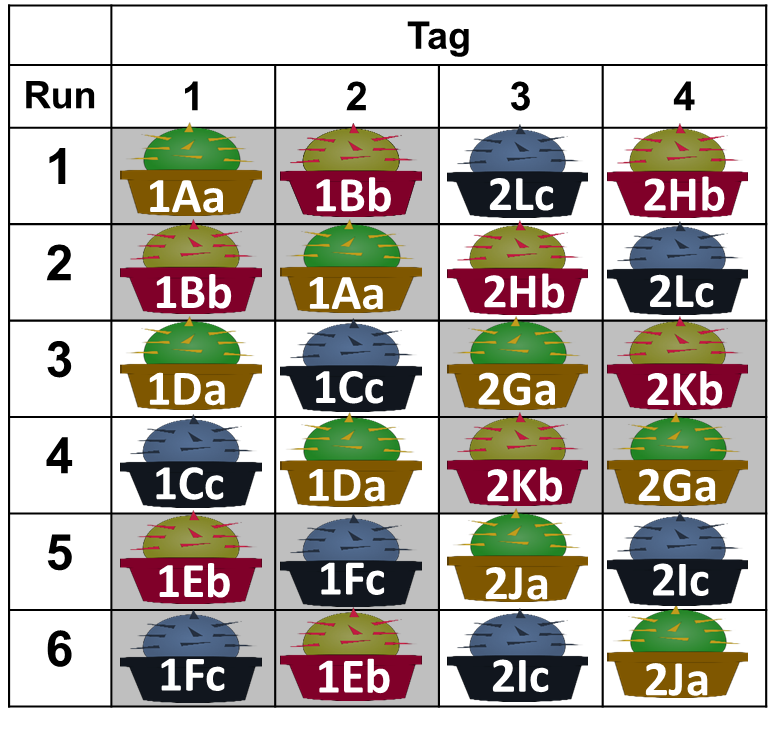 Tag
Run 1 2 3 4
1 1Aa 1Bb 2Lc 2Hb
2 1Bb 1Aa 2Hb 2Lc
3 1Da 1Cc 2Ga 2Kb
4 1Cc 1Da 2Kb 2Ga
5 1Eb 1Fc 2Ja 2Ic
6 1Fc 1Eb 2Ic 2Ja